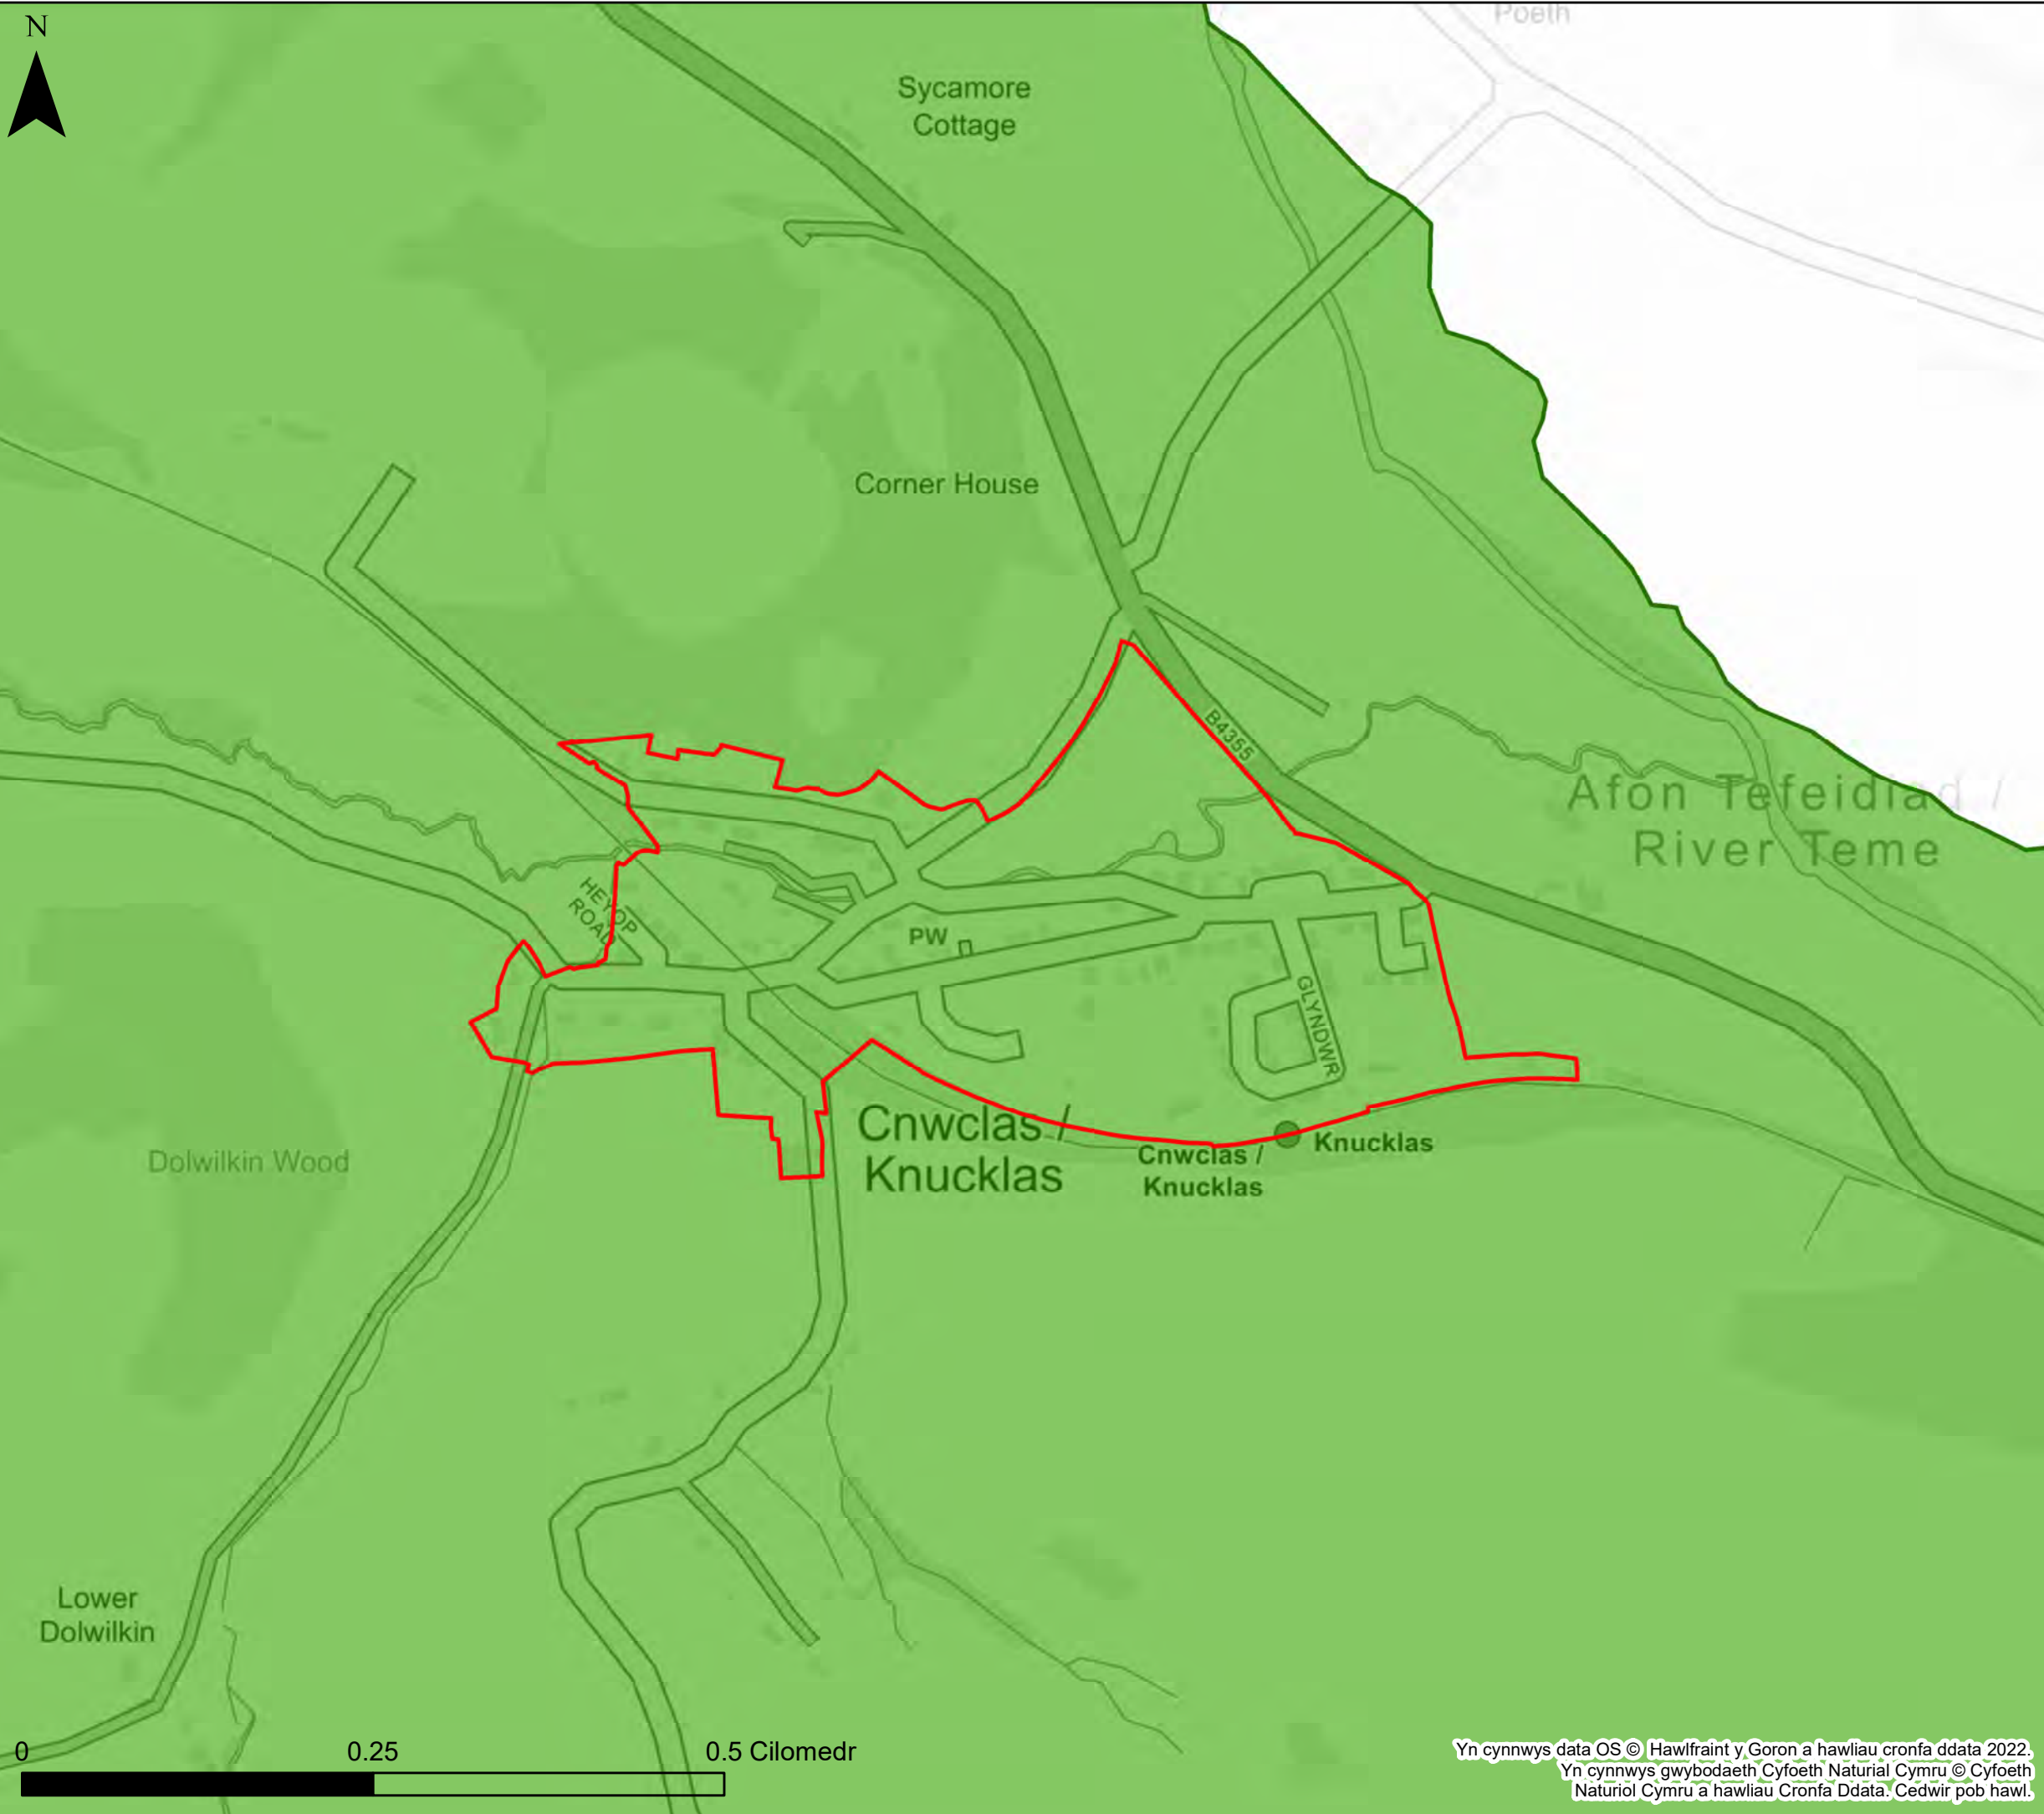 N
Poeth
Sycamore
Cottage
Corner House
B4355
Afon Tefeidiad /
River Teme
HEYOP
ROAD
PW
GLYNDWR
Cnwclas /
Knucklas
Cnwclas /
Knucklas
Knucklas
Dolwilkin Wood
Lower
Dolwilkin
0 0.25 0.5 Cilomedr
Yn cynnwys data OS © Hawlfraint y Goron a hawliau cronfa ddata 2022.
Yn cynnwys gwybodaeth Cyfoeth Naturial Cymru © Cyfoeth
Naturiol Cymru a hawliau Cronfa Ddata. Cedwir pob hawl.